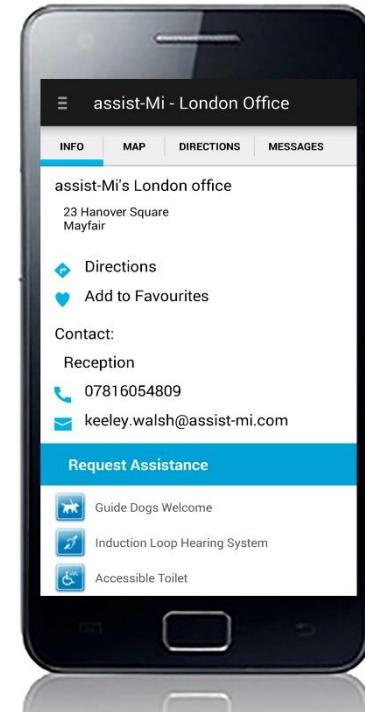 assist-Mi - London Office
INFO MAP DIRECTIONS MESSAGES
assist-Mi's London office
23 Hanover Square
Mayfair
Directions
Add to Favourites
Contact:
Reception
07816054809
keeley.walsh@assist-mi.com
Request Assistance
Guide Dogs Welcome
Induction Loop Hearing System
Accessible Toilet